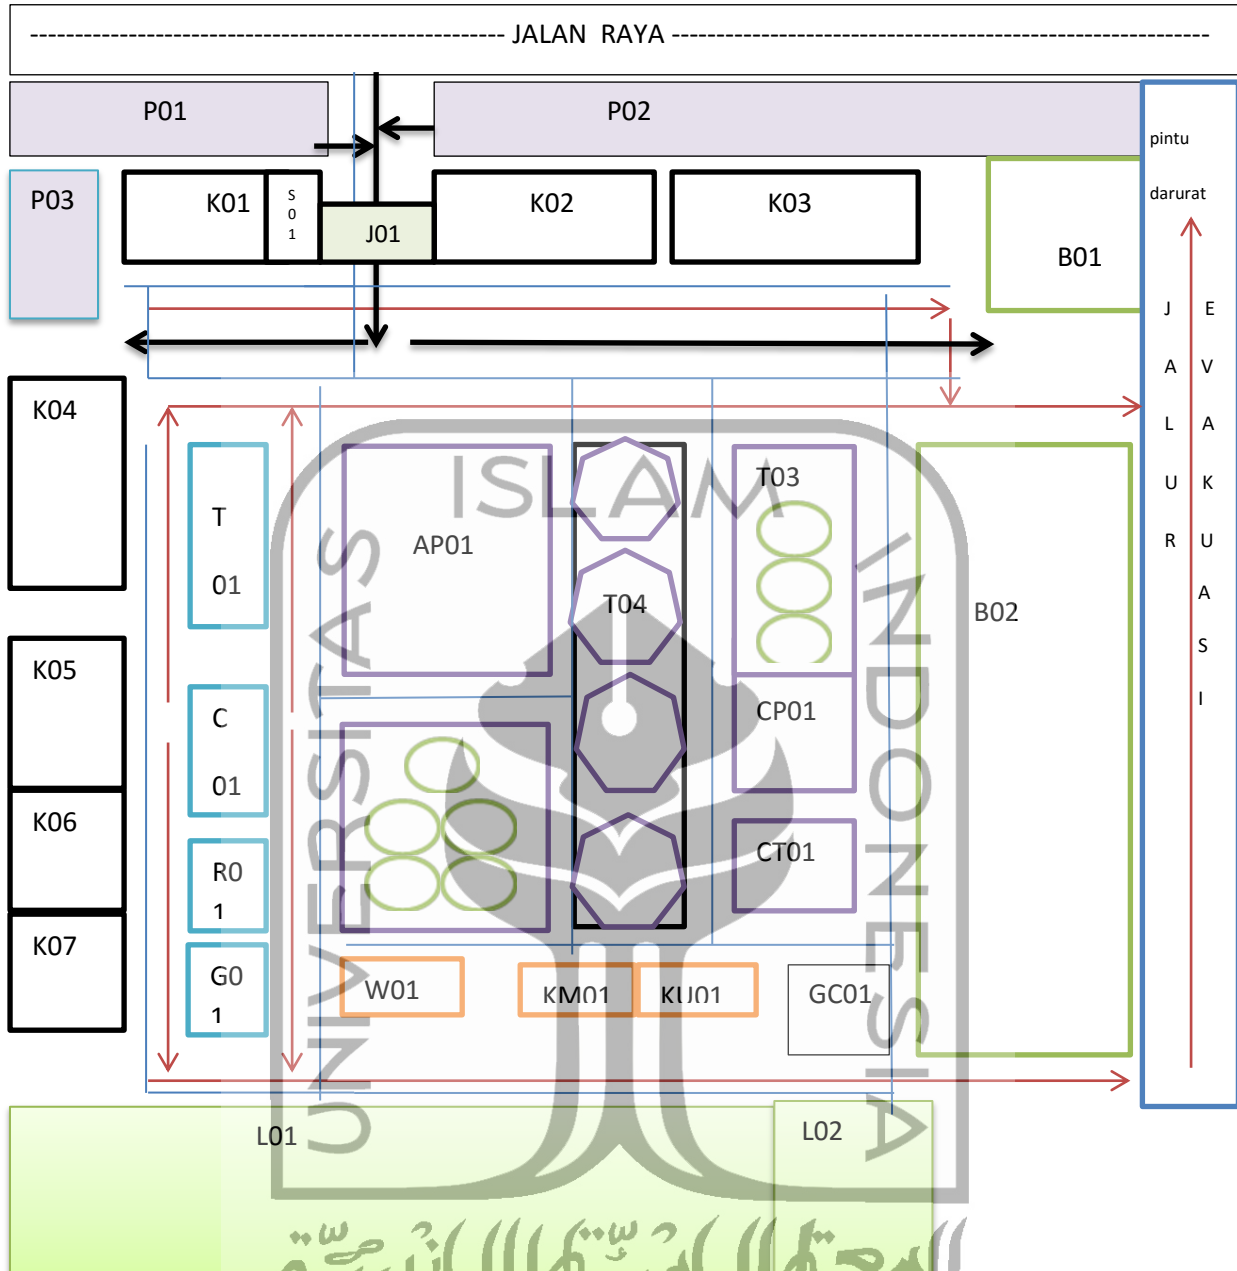 JALAN RAYA
P01
P02
pintu
darurat
P03
K01
S
0
1
J01
K02
K03
B01
J E
A V
L A
U K
R U
A
S
I
K04
T
01
AP01
T04
T03
B02
K05
C
01
CP01
K06
R0
1
CT01
K07
G0
1
W01
KM01
KU01
GC01
L01
L02
UNIVERSITAS
ISLAM
INDONESIA